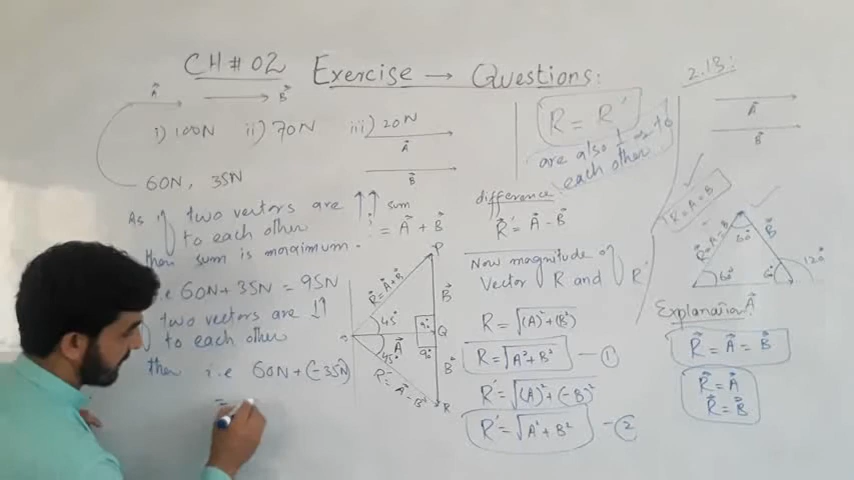 CH # 02 Exercise → Questions:
A⃗ B⃗
i) 100N ii) 70N iii) 20N
A⃗
B⃗
60N, 35N
As if two vectors are ↑↑
to each other
then sum is maximum.
i.e 60N + 35N = 95N
if two vectors are ↓↑
to each other
then i.e 60N + (-35N)
=
sum
= A⃗ + B⃗
P
R⃗ = A⃗ + B⃗
B⃗
45°
90°
Q
A⃗
45°
90°
B⃗
R⃗' = A⃗ - B⃗
R
R = R'
are also ⊥ to
each other
difference:
R⃗' = A⃗ - B⃗
Now magnitude of
Vector R and R'
R = √(A)² + (B)²
R = √A² + B² — ①
R' = √(A)² + (-B)²
R' = √A² + B² — ②
2.13:
A⃗
B⃗
R = A = B
R = A = B
60°
B⃗
60°
6°
120°
A⃗
Explanation:
R⃗ = A⃗ = B⃗
R⃗ = A⃗
R⃗ = B⃗